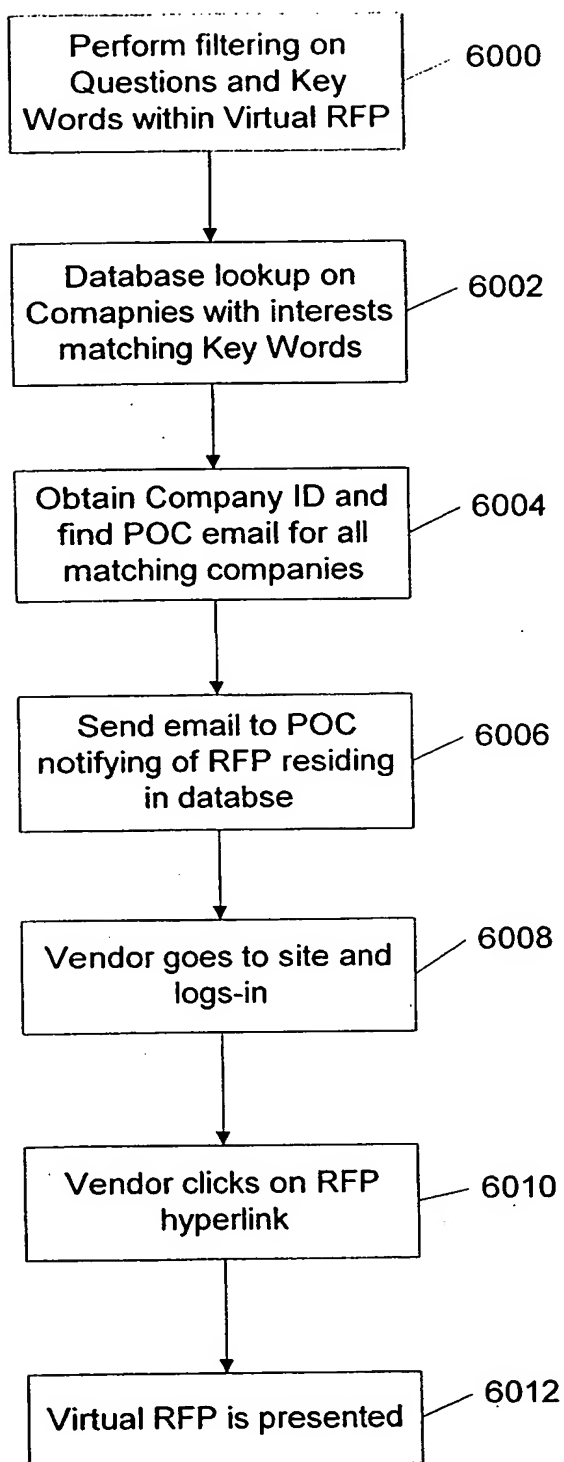 Perform filtering on
Questions and Key
Words within Virtual RFP
6000
Database lookup on
Comapnies with interests
matching Key Words
6002
Obtain Company ID and
find POC email for all
matching companies
6004
Send email to POC
notifying of RFP residing
in databse
6006
Vendor goes to site and
logs-in
6008
Vendor clicks on RFP
hyperlink
6010
Virtual RFP is presented
6012